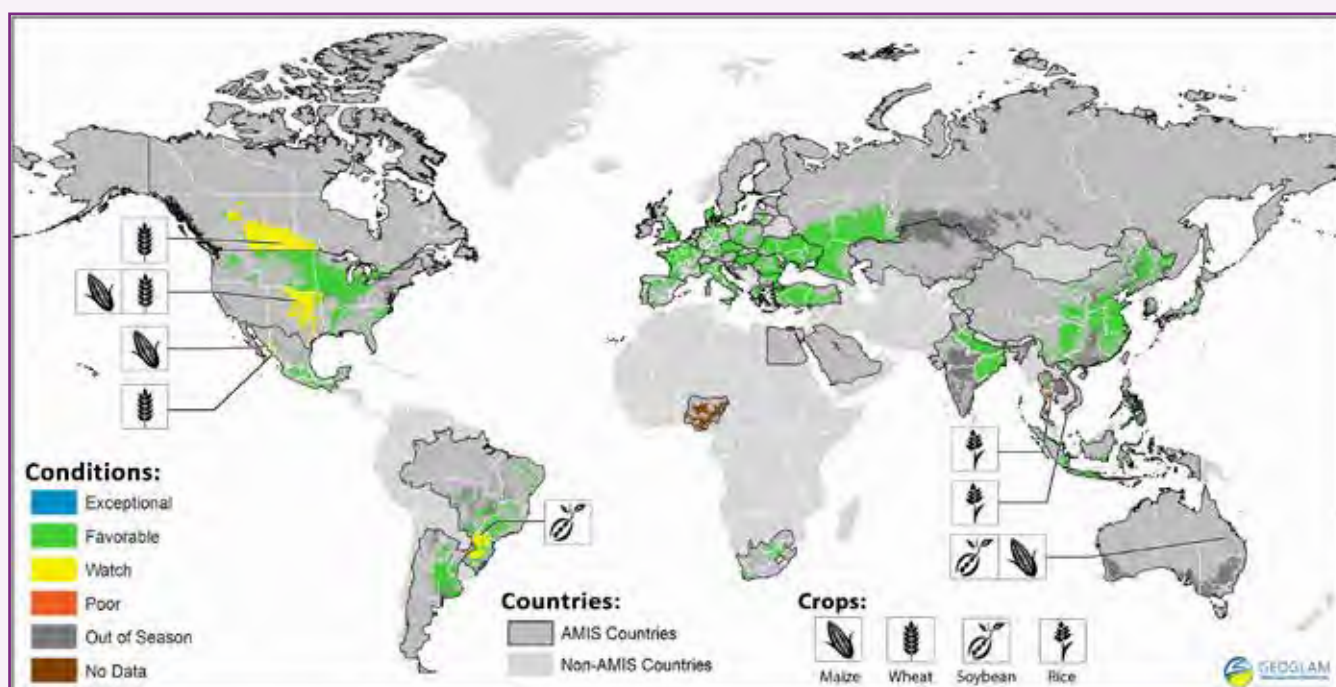 Conditions:
Exceptional
Favorable
Watch
Poor
Out of Season
No Data
Countries:
AMIS Countries
Non-AMIS Countries
Crops:
Maize Wheat Soybean Rice
GEOGLAM